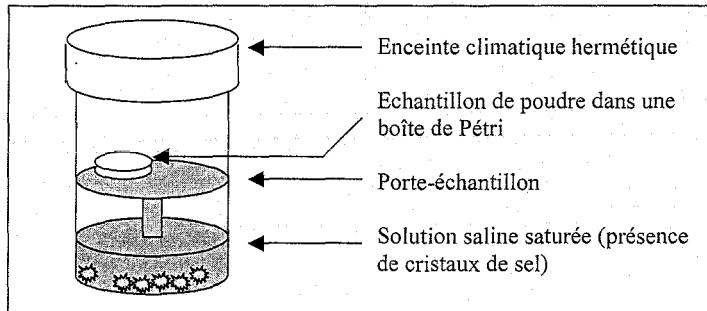 Enceinte climatique hermétique
Echantillon de poudre dans une
boîte de Pétri
Porte-échantillon
Solution saline saturée (présence
de cristaux de sel)